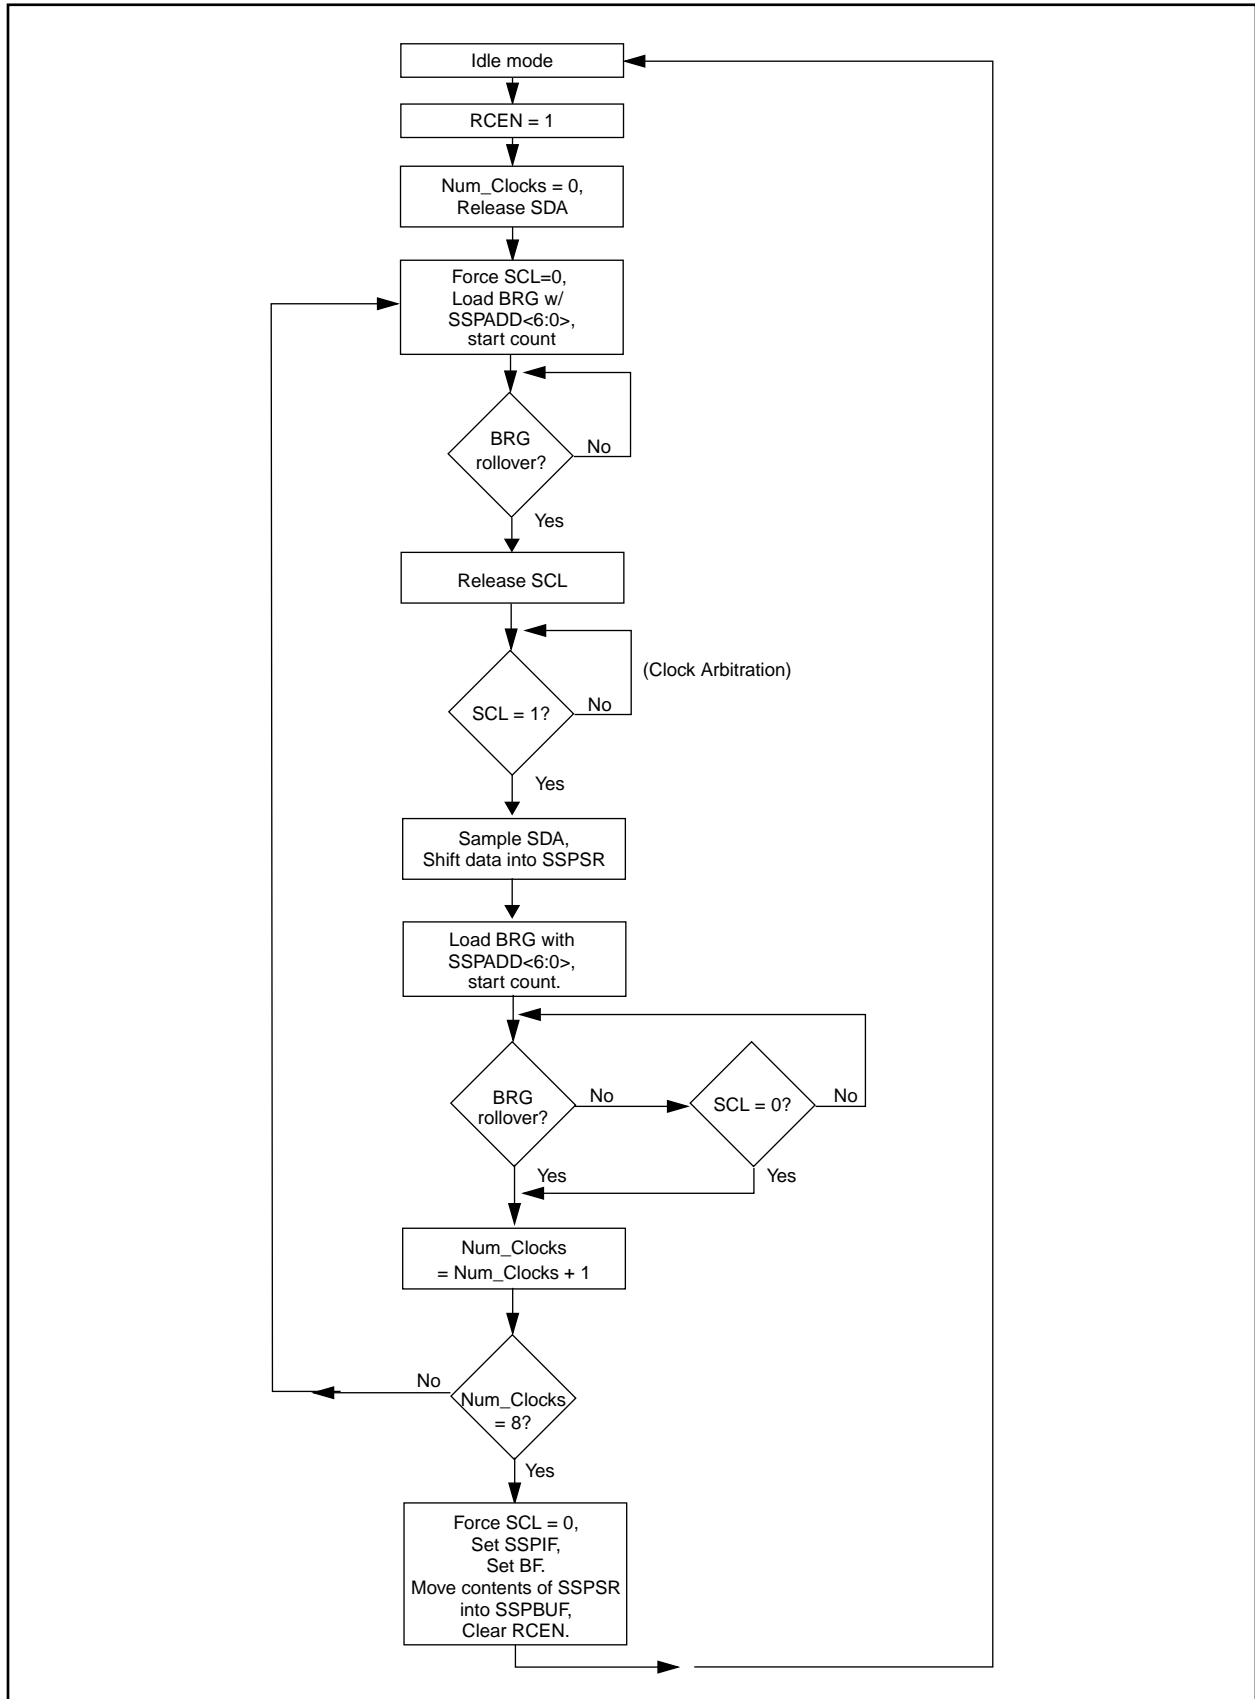 Idle mode
RCEN = 1
Num_Clocks = 0,
Release SDA
Force SCL=0,
Load BRG w/
SSPADD<6:0>,
start count
BRG
rollover?
No
Yes
Release SCL
(Clock Arbitration)
SCL = 1?
No
Yes
Sample SDA,
Shift data into SSPSR
Load BRG with
SSPADD<6:0>,
start count.
BRG
rollover?
No
SCL = 0?
No
Yes
Yes
Num_Clocks
= Num_Clocks + 1
No
Num_Clocks
= 8?
Yes
Force SCL = 0,
Set SSPIF,
Set BF.
Move contents of SSPSR
into SSPBUF,
Clear RCEN.